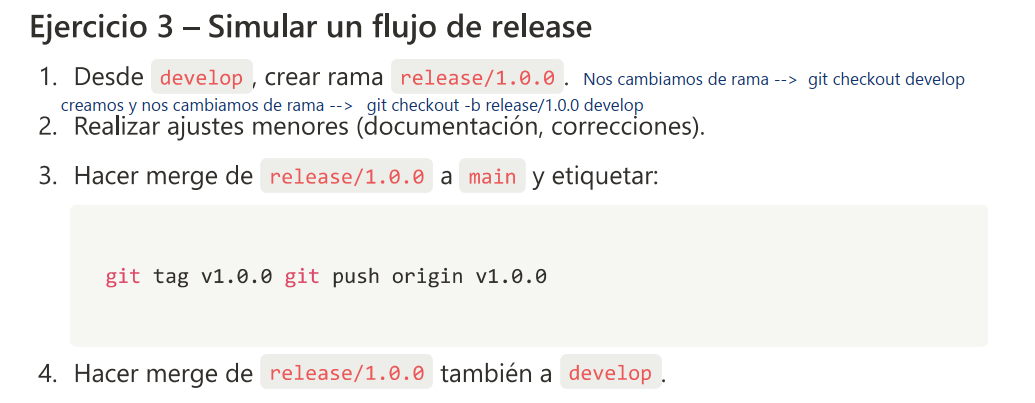 Ejercicio 3 – Simular un flujo de release
1. Desde develop, crear rama release/1.0.0. Nos cambiamos de rama --> git checkout develop
creamos y nos cambiamos de rama --> git checkout -b release/1.0.0 develop
2. Realizar ajustes menores (documentación, correcciones).
3. Hacer merge de release/1.0.0 a main y etiquetar:
git tag v1.0.0 git push origin v1.0.0
4. Hacer merge de release/1.0.0 también a develop.